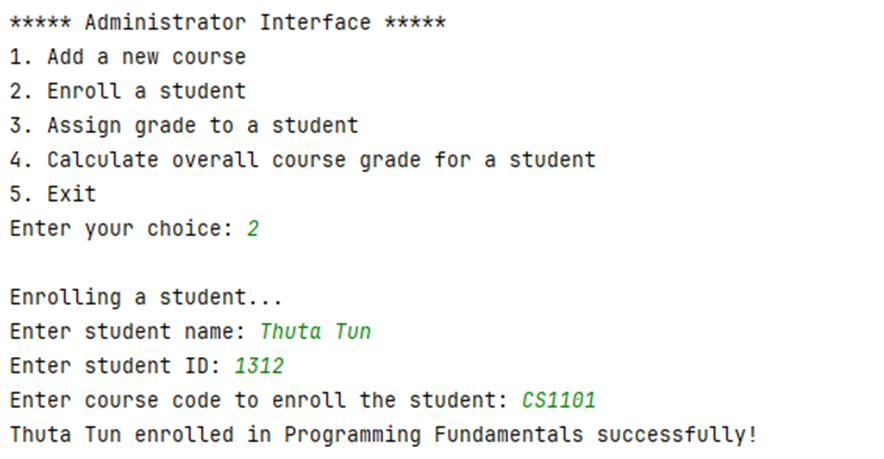 ***** Administrator Interface *****
1. Add a new course
2. Enroll a student
3. Assign grade to a student
4. Calculate overall course grade for a student
5. Exit
Enter your choice: 2
Enrolling a student...
Enter student name: Thuta Tun
Enter student ID: 1312
Enter course code to enroll the student: CS1101
Thuta Tun enrolled in Programming Fundamentals successfully!